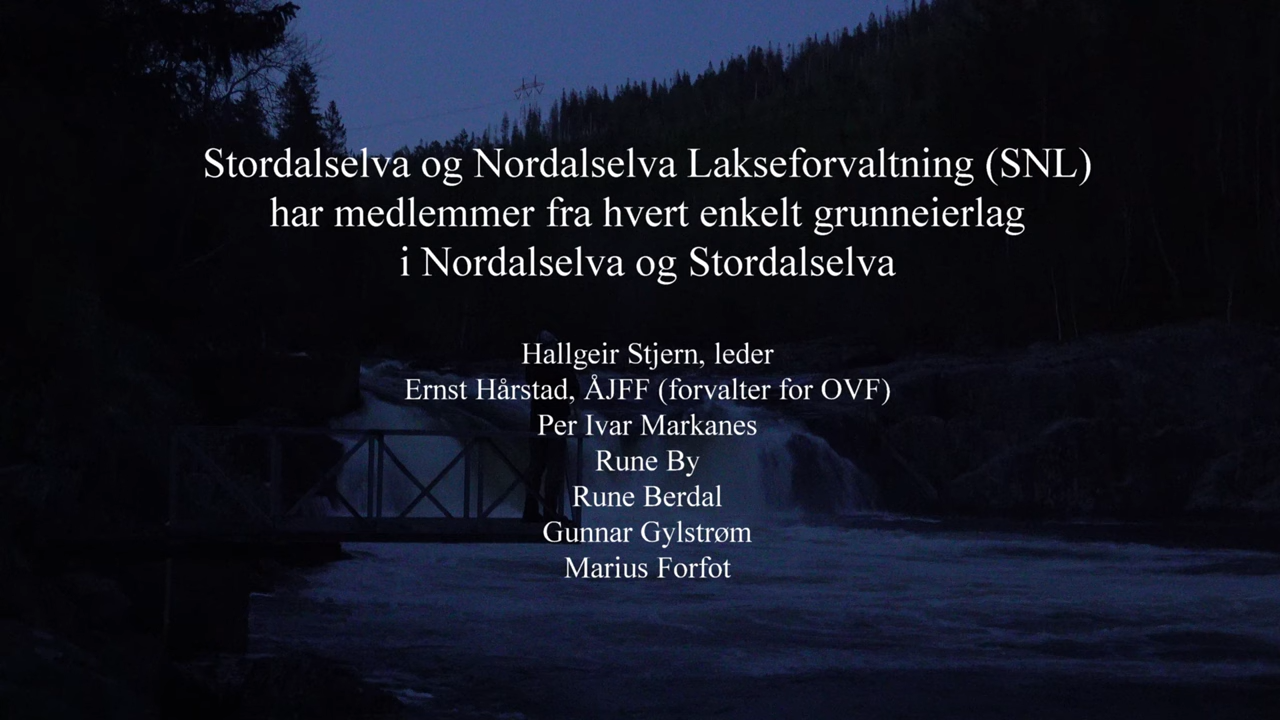 Stordalselva og Nordalselva Lakseforvaltning (SNL)
har medlemmer fra hvert enkelt grunneierlag
i Nordalselva og Stordalselva
Hallgeir Stjern, leder
Ernst Hårstad, ÅJFF (forvalter for OVF)
Per Ivar Markanes
Rune By
Rune Berdal
Gunnar Gylstrøm
Marius Forfot